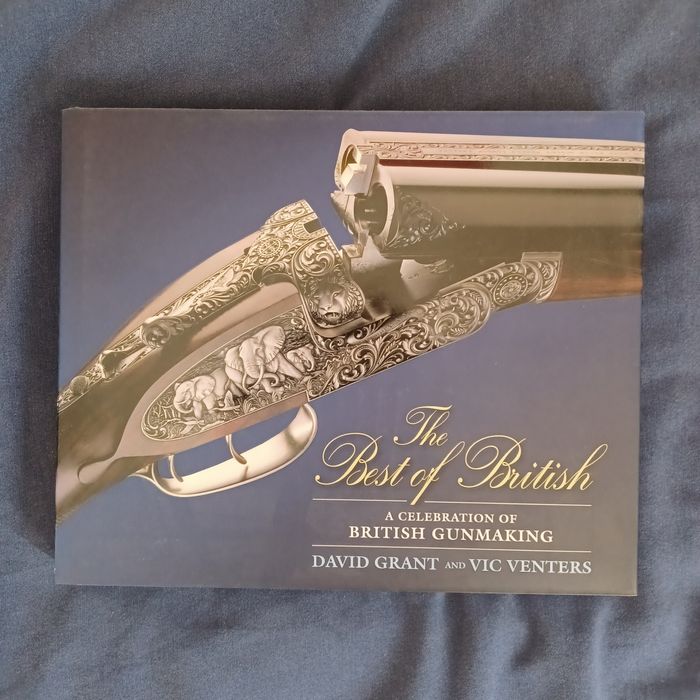 The
Best of British
A CELEBRATION OF
BRITISH GUNMAKING
DAVID GRANT AND VIC VENTERS